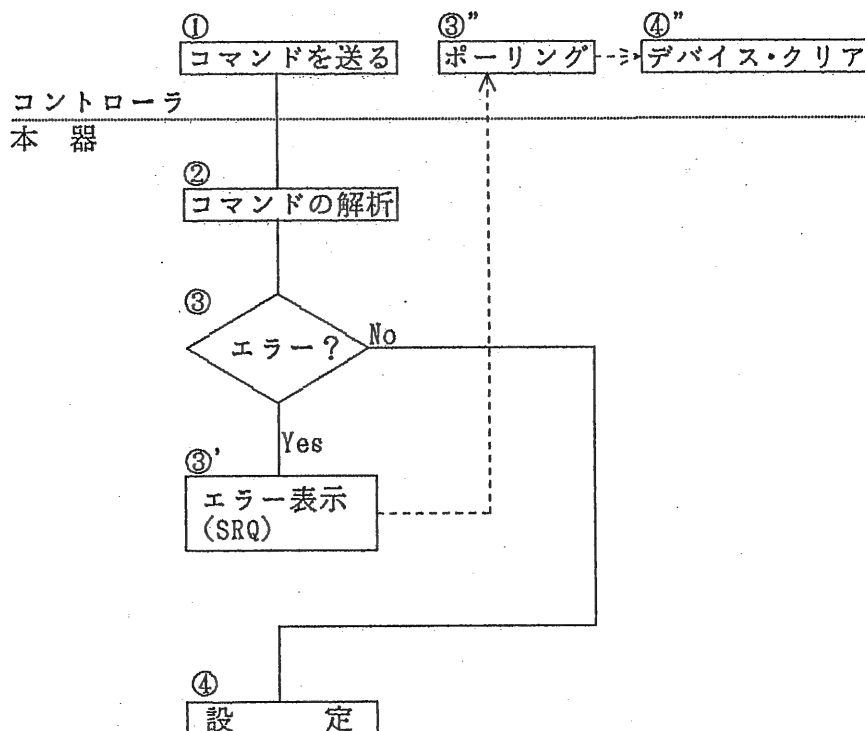 ①
コマンドを送る
③"
ポーリング
④"
デバイス・クリア
コントローラ
本 器
②
コマンドの解析
③
エラー?
No
Yes
③'
エラー表示
(SRQ)
④
設 定